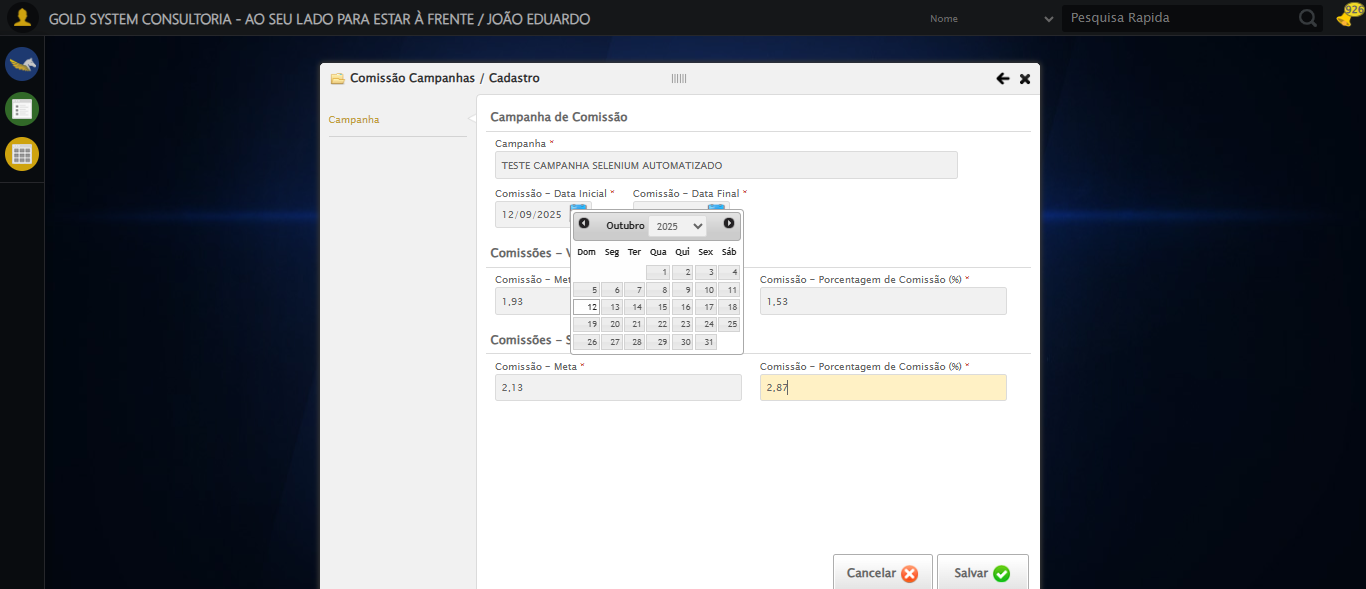 GOLD SYSTEM CONSULTORIA - AO SEU LADO PARA ESTAR À FRENTE / JOÃO EDUARDO
Nome
Pesquisa Rapida
926
Comissão Campanhas / Cadastro
Campanha
Campanha de Comissão
Campanha *
TESTE CAMPANHA SELENIUM AUTOMATIZADO
Comissão - Data Inicial * Comissão - Data Final *
12/09/2025
Outubro 2025
Dom Seg Ter Qua Qui Sex Sáb
1 2 3 4
5 6 7 8 9 10 11
12 13 14 15 16 17 18
19 20 21 22 23 24 25
26 27 28 29 30 31
Comissões -
Comissão - Met
Comissão - Porcentagem de Comissão (%) *
1,93
1,53
Comissões - S
Comissão - Meta *
Comissão - Porcentagem de Comissão (%) *
2,13
2,87
Cancelar
Salvar